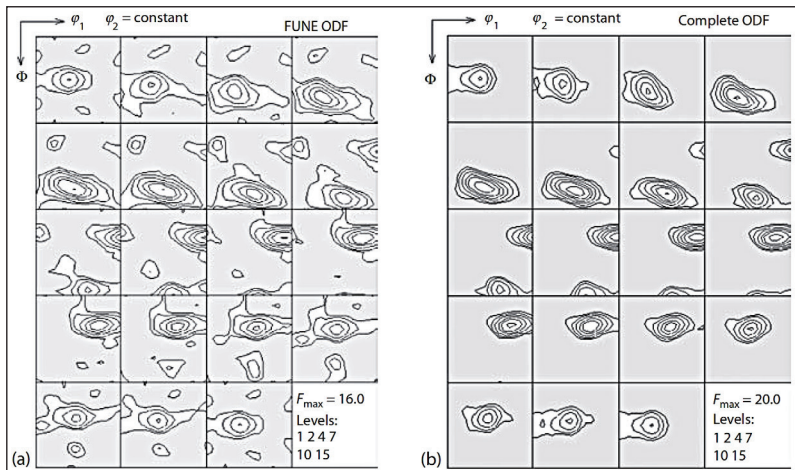 φ1 φ2 = constant FUNE ODF
Φ
Fmax = 16.0
Levels:
1 2 4 7
10 15
(a)
φ1 φ2 = constant Complete ODF
Φ
Fmax = 20.0
Levels:
1 2 4 7
10 15
(b)